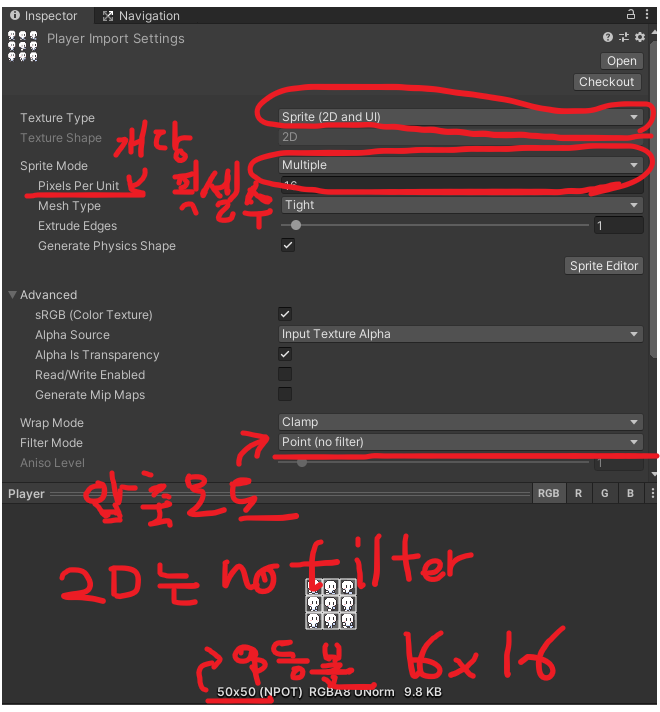 Inspector Navigation
Player Import Settings
Open
Checkout
Texture Type Sprite (2D and UI)
Texture Shape 2D
개당
Sprite Mode Multiple
Pixels Per Unit 16
픽셀수
Mesh Type Tight
Extrude Edges 1
Generate Physics Shape
Sprite Editor
Advanced
sRGB (Color Texture)
Alpha Source Input Texture Alpha
Alpha Is Transparency
Read/Write Enabled
Generate Mip Maps
Wrap Mode Clamp
Filter Mode Point (no filter)
Aniso Level 1
Player RGB R G B
압축모드
2D는 no filter
16x16
50x50 (NPOT) RGBA8 UNorm 9.8 KB